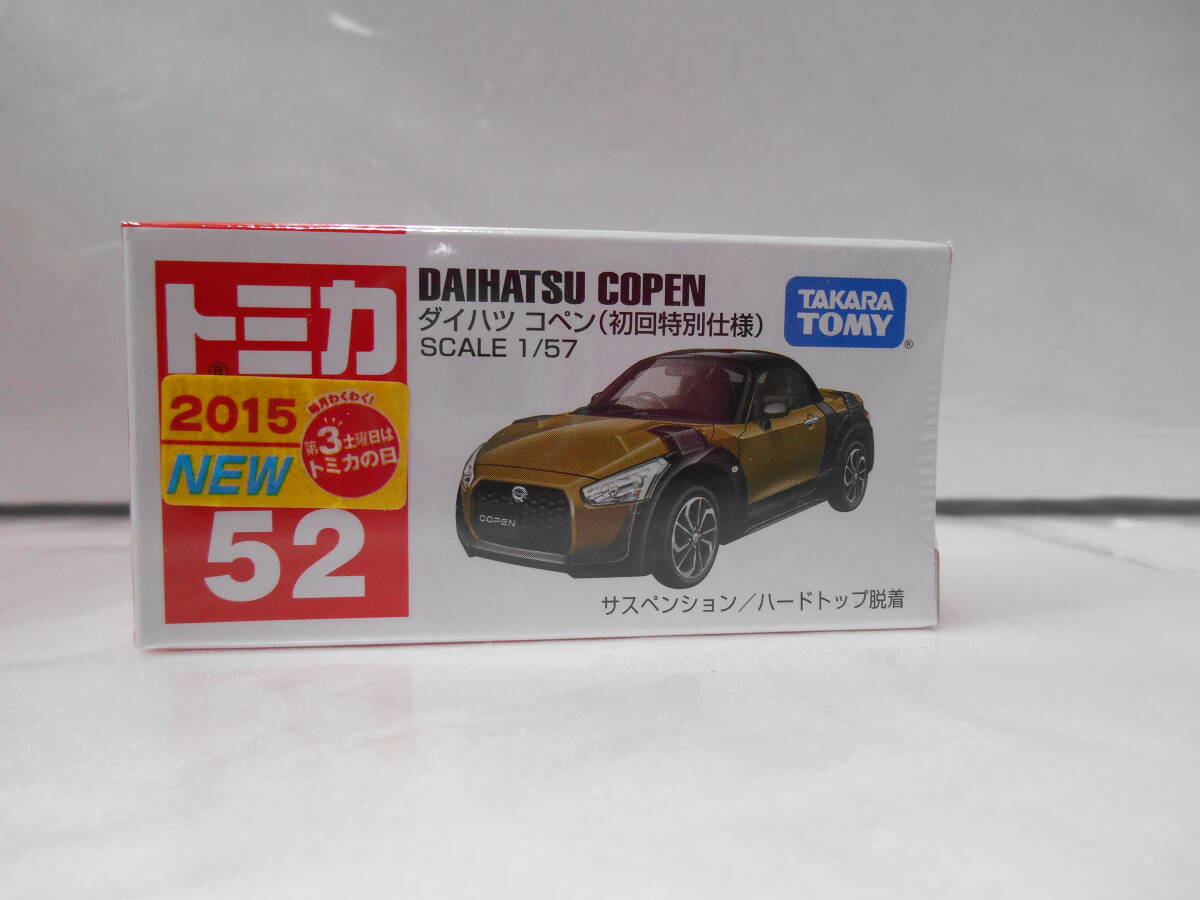 トミカ
®
2015
NEW
毎月わくわく!
第3土曜日は
トミカの日
52
DAIHATSU COPEN
ダイハツ コペン(初回特別仕様)
SCALE 1/57
TAKARA
TOMY
®
COPEN
サスペンション/ハードトップ脱着